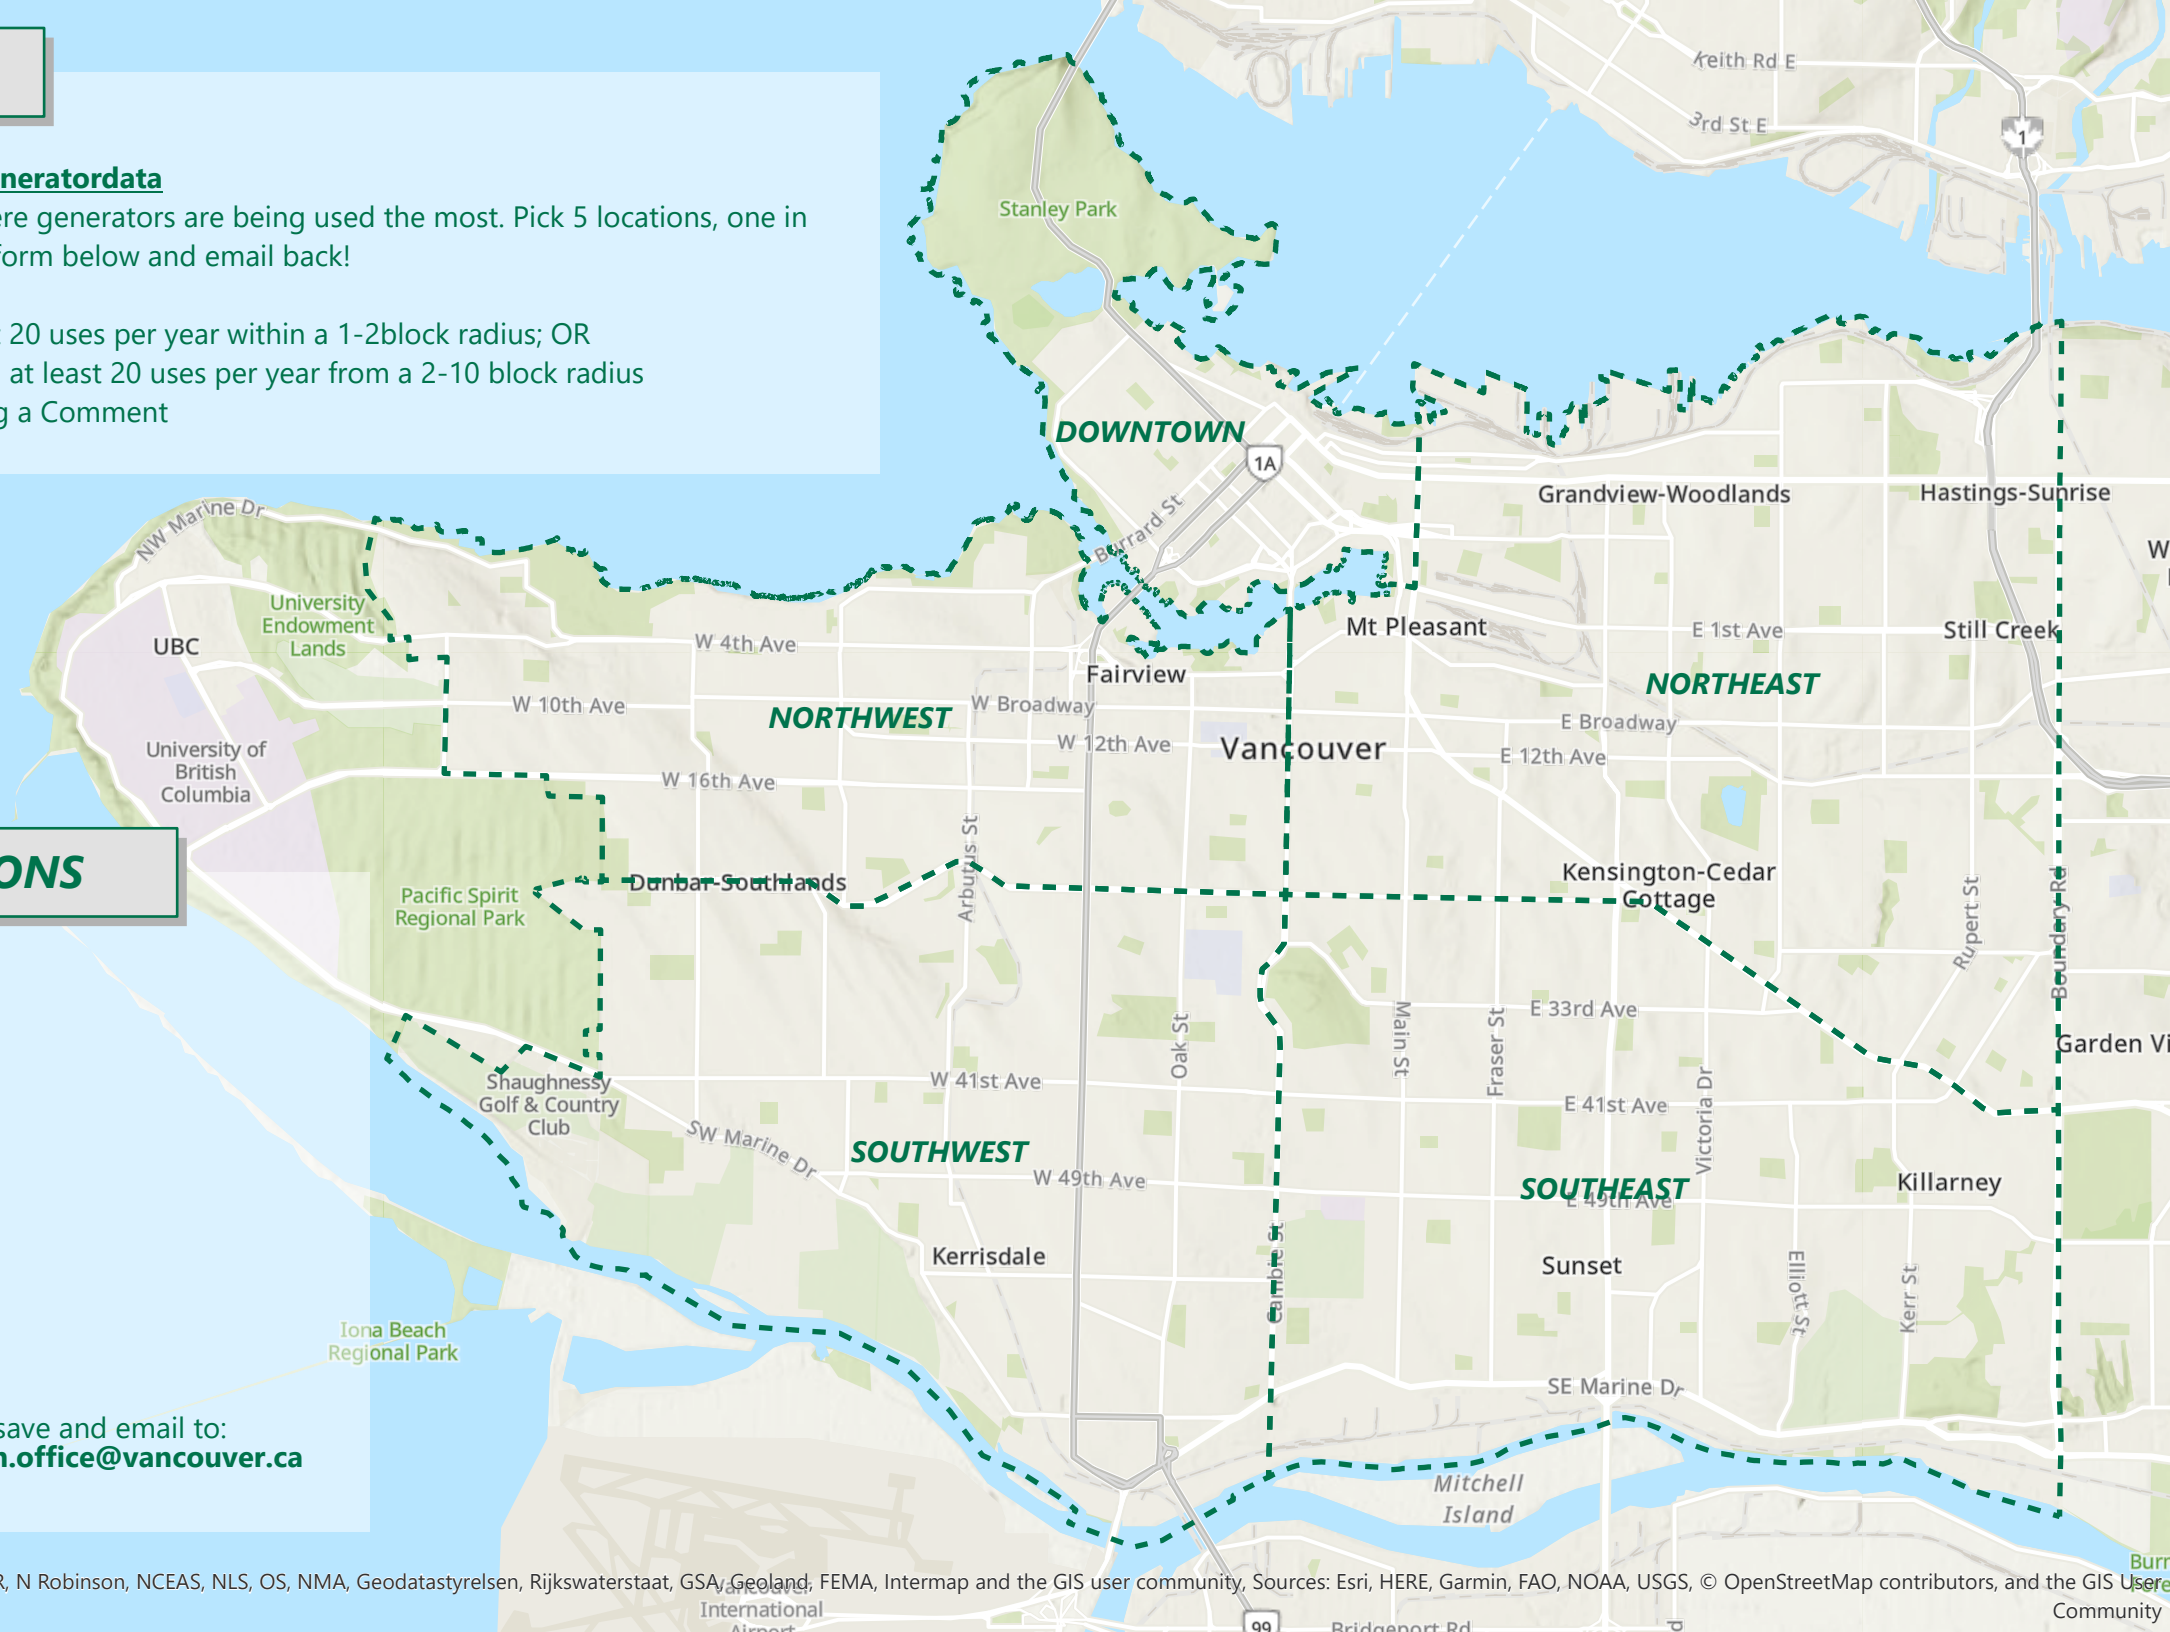 neratordata
ere generators are being used the most. Pick 5 locations, one in
form below and email back!
20 uses per year within a 1-2block radius; OR
at least 20 uses per year from a 2-10 block radius
g a Comment
ONS
save and email to:
n.office@vancouver.ca
Keith Rd E
3rd St E
1
Stanley Park
DOWNTOWN
1A
Burrard St
Grandview-Woodlands
Hastings-Sunrise
NW Marine Dr
University
Endowment
Lands
UBC
W 4th Ave
Mt Pleasant
E 1st Ave
Still Creek
Fairview
NORTHEAST
W 10th Ave
W Broadway
NORTHWEST
E Broadway
University of
British
Columbia
W 12th Ave
Vancouver
E 12th Ave
W 16th Ave
Arbutus St
Dunbar-Southlands
Kensington-Cedar
Cottage
Pacific Spirit
Regional Park
Rupert St
Boundary Rd
E 33rd Ave
Oak St
Main St
Fraser St
Garden Vi
Shaughnessy
Golf & Country
Club
W 41st Ave
E 41st Ave
Victoria Dr
SW Marine Dr
SOUTHWEST
W 49th Ave
SOUTHEAST
E 49th Ave
Killarney
Kerrisdale
Cambie St
Sunset
Elliott St
Kerr St
Iona Beach
Regional Park
SE Marine Dr
Mitchell
Island
Burn
Fore
R, N Robinson, NCEAS, NLS, OS, NMA, Geodatastyrelsen, Rijkswaterstaat, GSA, Geoland, FEMA, Intermap and the GIS user community, Sources: Esri, HERE, Garmin, FAO, NOAA, USGS, © OpenStreetMap contributors, and the GIS User
Community
Vancouver
International
Airport
99
Bridgeport Rd